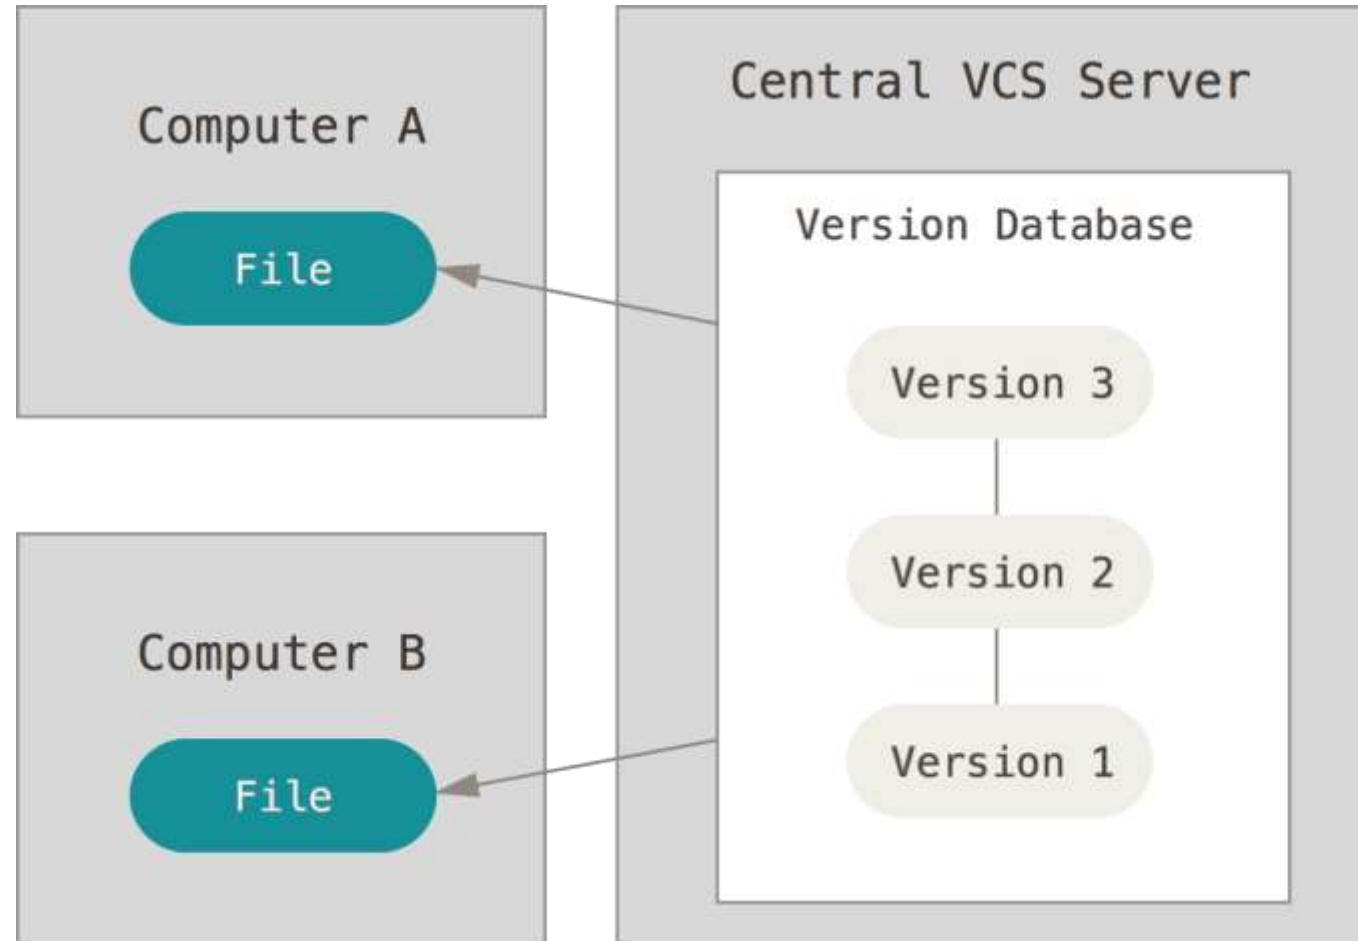 Computer A
File
Computer B
File
Central VCS Server
Version Database
Version 3
Version 2
Version 1